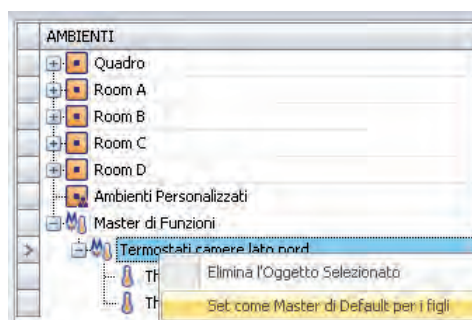 AMBIENTI
Quadro
Room A
Room B
Room C
Room D
Ambienti Personalizzati
Master di Funzioni
Termostati camere lato nord
Elimina l'Oggetto Selezionato
Set come Master di Default per i figli